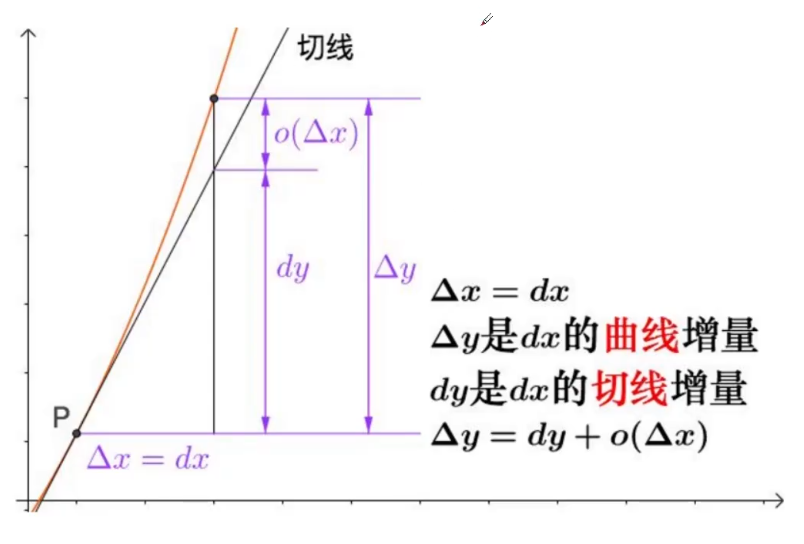 切线
o(Δx)
dy
Δy
P
Δx = dx
Δx = dx
Δy是dx的曲线增量
dy是dx的切线增量
Δy = dy + o(Δx)